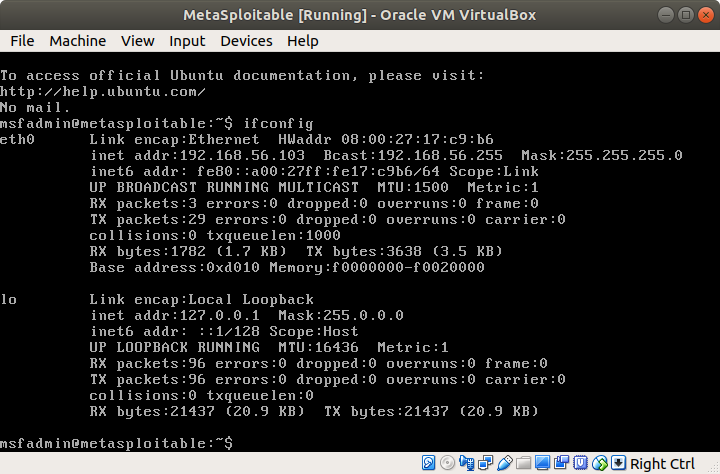 MetaSploitable [Running] - Oracle VM VirtualBox
File Machine View Input Devices Help
To access official Ubuntu documentation, please visit:
http://help.ubuntu.com/
No mail.
msfadmin@metasploitable:~$ ifconfig
eth0 Link encap:Ethernet HWaddr 08:00:27:17:c9:b6
inet addr:192.168.56.103 Bcast:192.168.56.255 Mask:255.255.255.0
inet6 addr: fe80::a00:27ff:fe17:c9b6/64 Scope:Link
UP BROADCAST RUNNING MULTICAST MTU:1500 Metric:1
RX packets:3 errors:0 dropped:0 overruns:0 frame:0
TX packets:29 errors:0 dropped:0 overruns:0 carrier:0
collisions:0 txqueuelen:1000
RX bytes:1782 (1.7 KB) TX bytes:3638 (3.5 KB)
Base address:0xd010 Memory:f0000000-f0020000
lo Link encap:Local Loopback
inet addr:127.0.0.1 Mask:255.0.0.0
inet6 addr: ::1/128 Scope:Host
UP LOOPBACK RUNNING MTU:16436 Metric:1
RX packets:96 errors:0 dropped:0 overruns:0 frame:0
TX packets:96 errors:0 dropped:0 overruns:0 carrier:0
collisions:0 txqueuelen:0
RX bytes:21437 (20.9 KB) TX bytes:21437 (20.9 KB)
msfadmin@metasploitable:~$
Right Ctrl